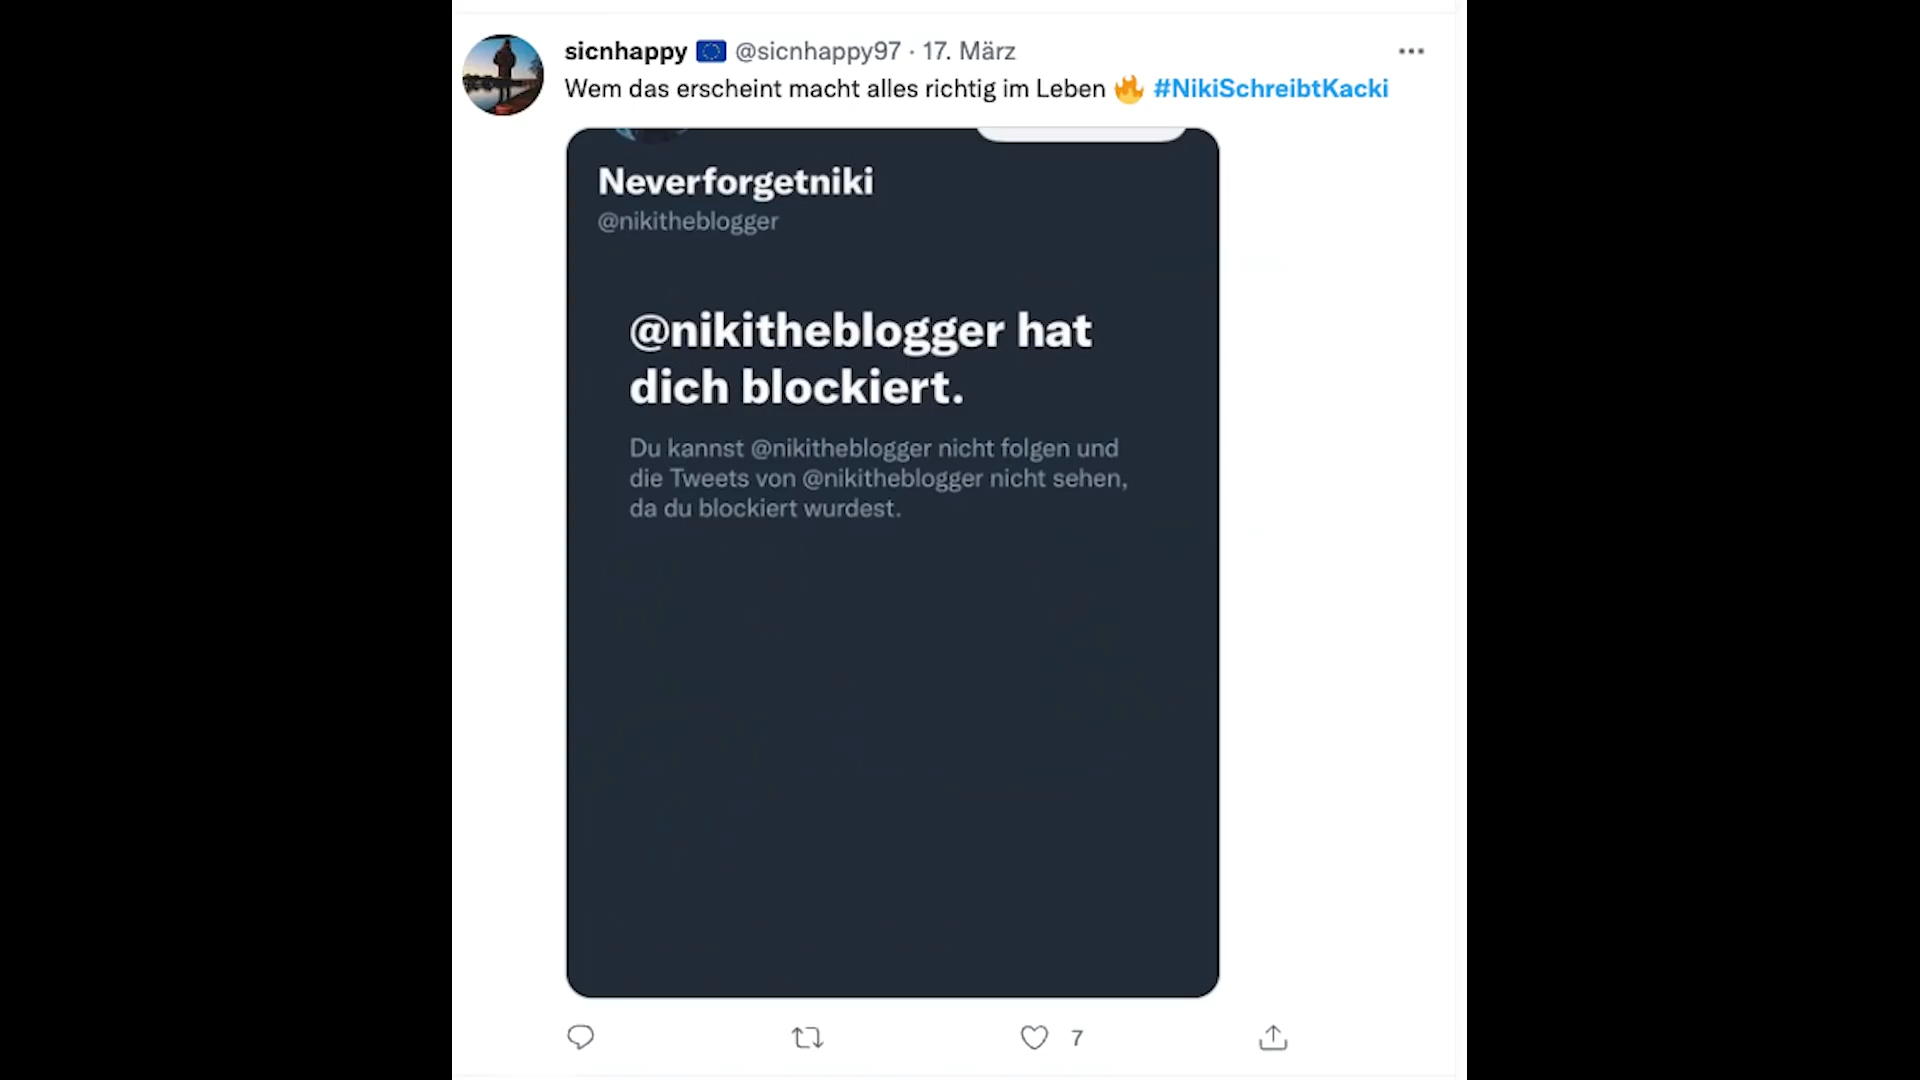 sicnhappy 🇪🇺 @sicnhappy97 · 17. März
Wem das erscheint macht alles richtig im Leben 🔥 #NikiSchreibtKacki
Neverforgetniki
@nikitheblogger
@nikitheblogger hat
dich blockiert.
Du kannst @nikitheblogger nicht folgen und
die Tweets von @nikitheblogger nicht sehen,
da du blockiert wurdest.
7